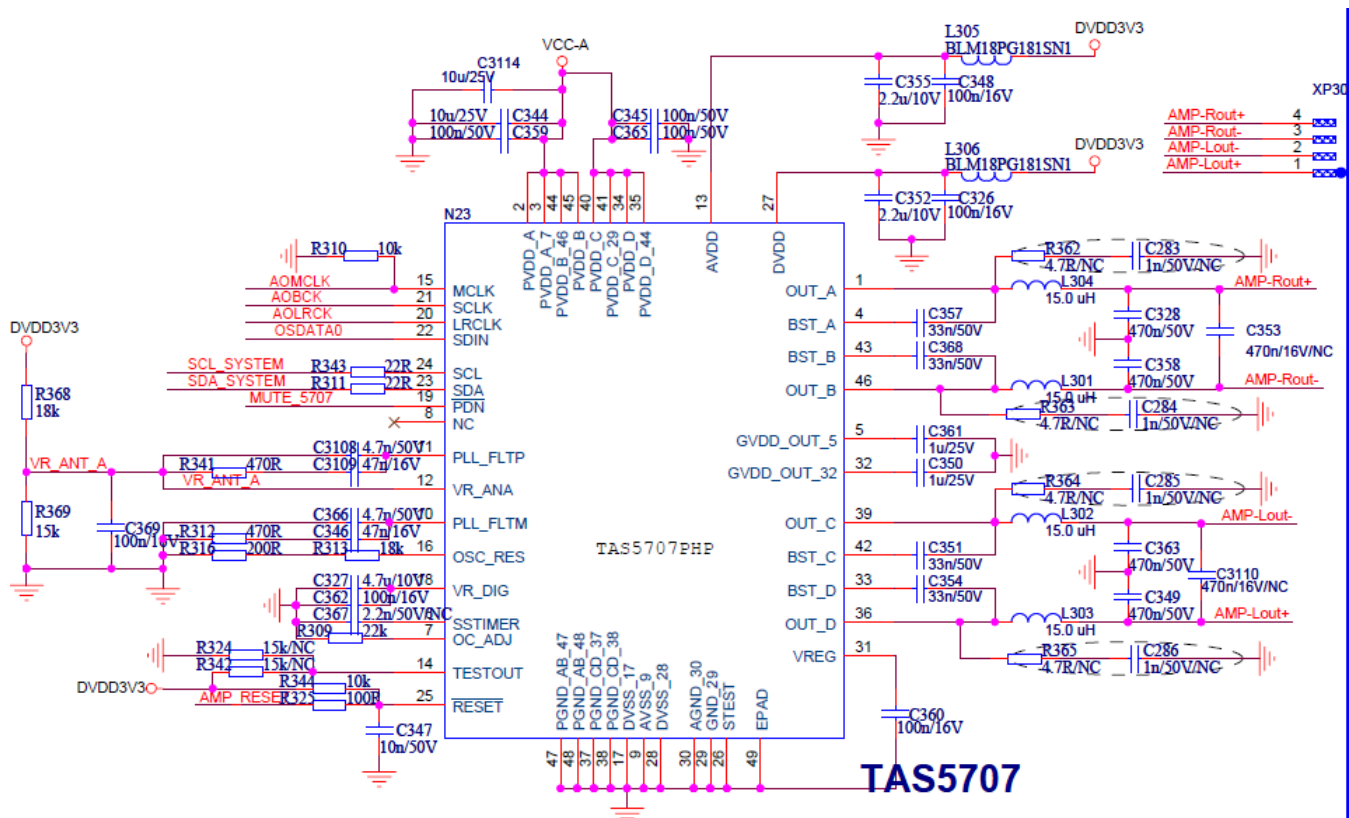 VCC-A
C3114
10u/25V
10u/25V C344
100n/50V C359
C345 100n/50V
C365 100n/50V
L305
BLM18PG181SN1
DVDD3V3
C355
2.2u/10V
C348
100n/16V
L306
BLM18PG181SN1
DVDD3V3
C352
2.2u/10V
C326
100n/16V
XP30
AMP-Rout+ 4
AMP-Rout- 3
AMP-Lout- 2
AMP-Lout+ 1
N23
2 3 44 45 40 41 34 35 13 27
PVDD_A
PVDD_A_7
PVDD_B_46
PVDD_B
PVDD_C
PVDD_C_29
PVDD_D
PVDD_D_44
AVDD
DVDD
R310 10k
AOMCLK 15 MCLK
AOBCK 21 SCLK
AOLRCK 20 LRCLK
OSDATA0 22 SDIN
SCL_SYSTEM R343 22R 24 SCL
SDA_SYSTEM R311 22R 23 SDA
MUTE_5707 19 PDN
8 NC
DVDD3V3
R368
18k
VR_ANT_A
R369
15k
C369
C3108 4.7n/50V PLL_FLTP
R341 470R C3109 47n/16V
VR_ANT_A 12 VR_ANA
C366 4.7n/50V PLL_FLTM
R312 470R C346 47n/16V
R316 200R R313 18k 16 OSC_RES
C327 4.7u/10V VR_DIG
C362 100n/16V
C367 2.2n/50V/NC SSTIMER
R309 22k 7 OC_ADJ
R324 15k/NC
R342 15k/NC 14 TESTOUT
DVDD3V3
R344 10k
R325 100R 25 RESET
C347
10n/50V
TAS5707PHP
1 OUT_A
4 BST_A
43 BST_B
46 OUT_B
5 GVDD_OUT_5
32 GVDD_OUT_32
39 OUT_C
42 BST_C
33 BST_D
36 OUT_D
31 VREG
R362
4.7R/NC
C283
1n/50V/NC
L304
15.0 uH
AMP-Rout+
C357
33n/50V
C368
33n/50V
C328
470n/50V
C358
470n/50V
C353
470n/16V/NC
L301
15.0 uH
AMP-Rout-
R363
4.7R/NC
C284
1n/50V/NC
C361
1u/25V
C350
1u/25V
R364
4.7R/NC
C285
1n/50V/NC
L302
15.0 uH
AMP-Lout-
C351
33n/50V
C354
33n/50V
C363
470n/50V
C349
470n/50V
C3110
470n/16V/NC
L303
15.0 uH
AMP-Lout+
R365
4.7R/NC
C286
1n/50V/NC
C360
100n/16V
PGND_AB_47
PGND_AB_48
PGND_CD_37
PGND_CD_38
DVSS_17
AVSS_9
DVSS_28
AGND_30
GND_29
STEST
EPAD
47 48 37 38 17 9 28 30 29 26 49
TAS5707